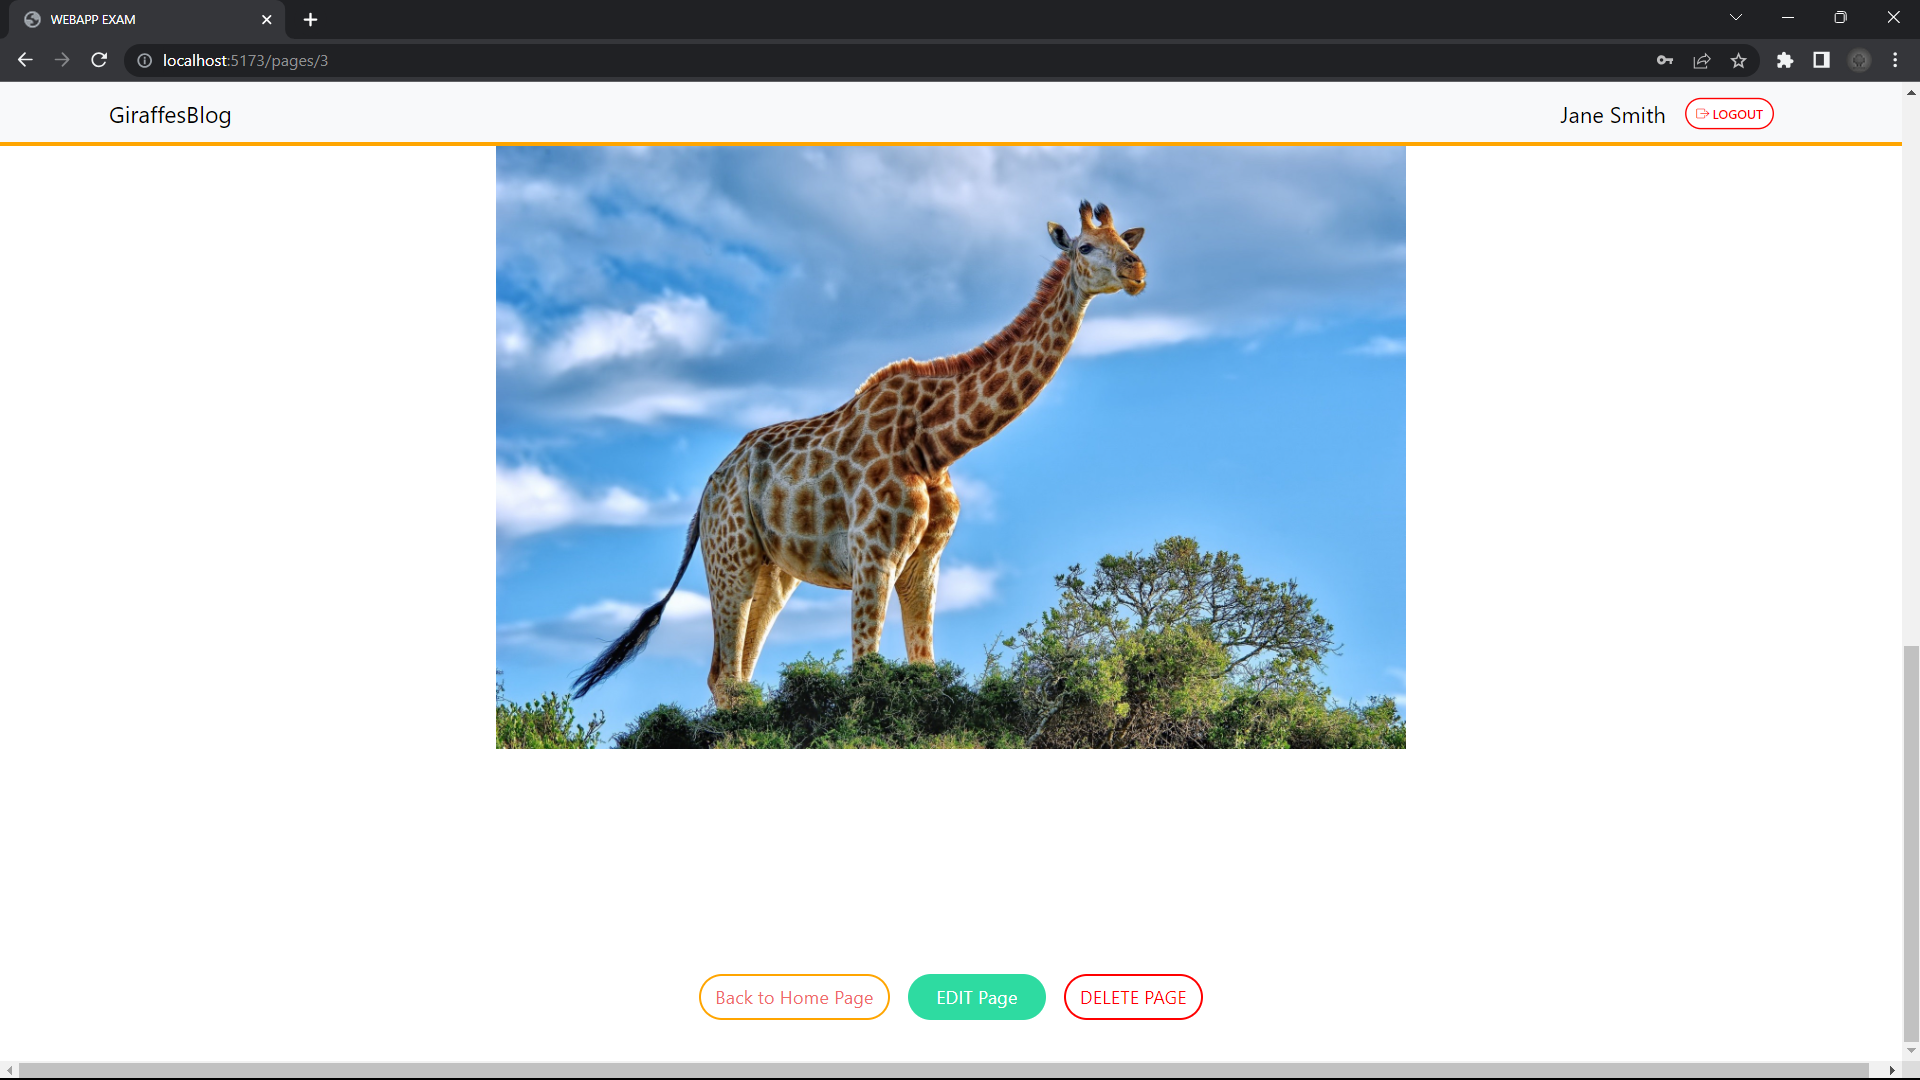 WEBAPP EXAM
localhost:5173/pages/3
GiraffesBlog
Jane Smith
LOGOUT
Back to Home Page
EDIT Page
DELETE PAGE